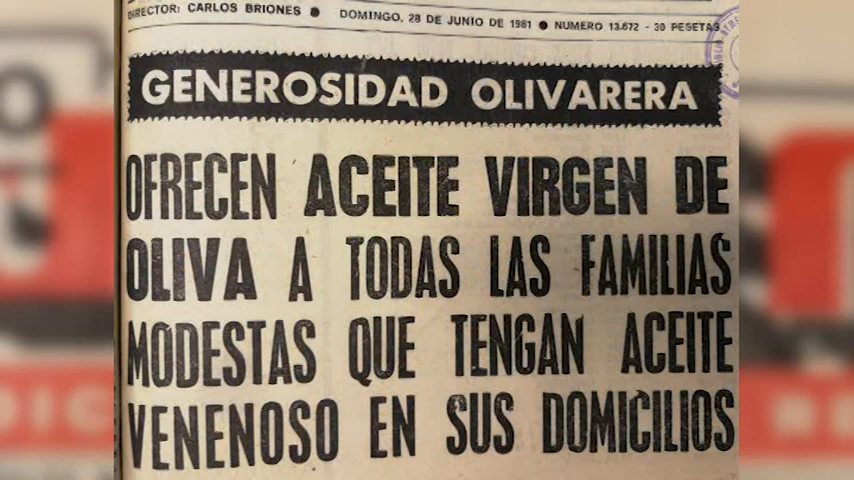 DIRECTOR: CARLOS BRIONES ● DOMINGO, 28 DE JUNIO DE 1981 ● NUMERO 13.672 - 30 PESETAS
GENEROSIDAD OLIVARERA
OFRECEN ACEITE VIRGEN DE
OLIVA A TODAS LAS FAMILIAS
MODESTAS QUE TENGAN ACEITE
VENENOSO EN SUS DOMICILIOS